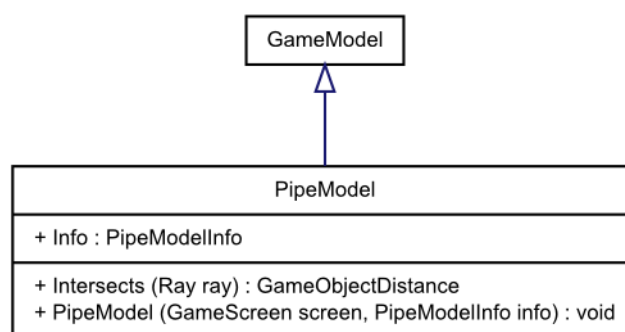 GameModel
PipeModel
+ Info : PipeModelInfo
+ Intersects (Ray ray) : GameObjectDistance
+ PipeModel (GameScreen screen, PipeModelInfo info) : void